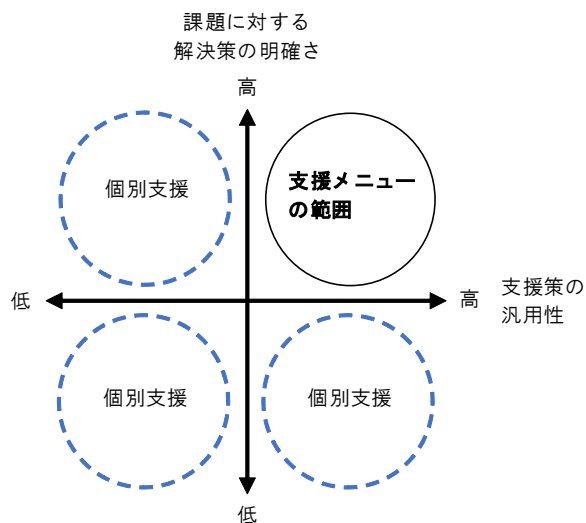 課題に対する
解決策の明確さ
高
個別支援
支援メニュー
の範囲
低
高
支援策の
汎用性
個別支援
個別支援
低